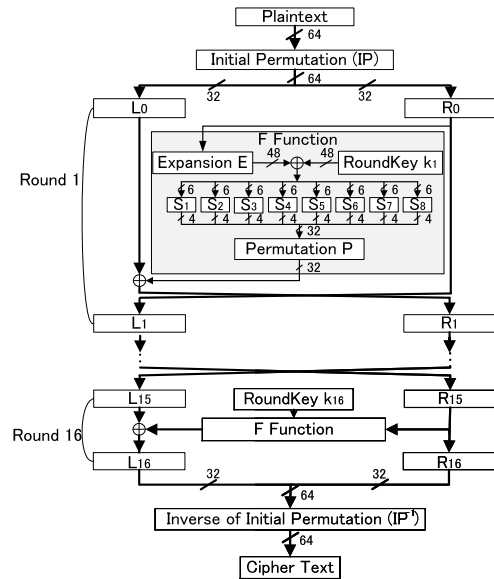 Plaintext
64
Initial Permutation (IP)
64
32 32
L0 R0
F Function
Expansion E 48 48 RoundKey k1
Round 1
6 6 6 6 6 6 6 6
S1 S2 S3 S4 S5 S6 S7 S8
4 4 4 4 4 4 4 4
32
Permutation P
32
L1 R1
L15 RoundKey k16 R15
Round 16
F Function
L16 R16
32 32
64
Inverse of Initial Permutation (IP-1)
64
Cipher Text